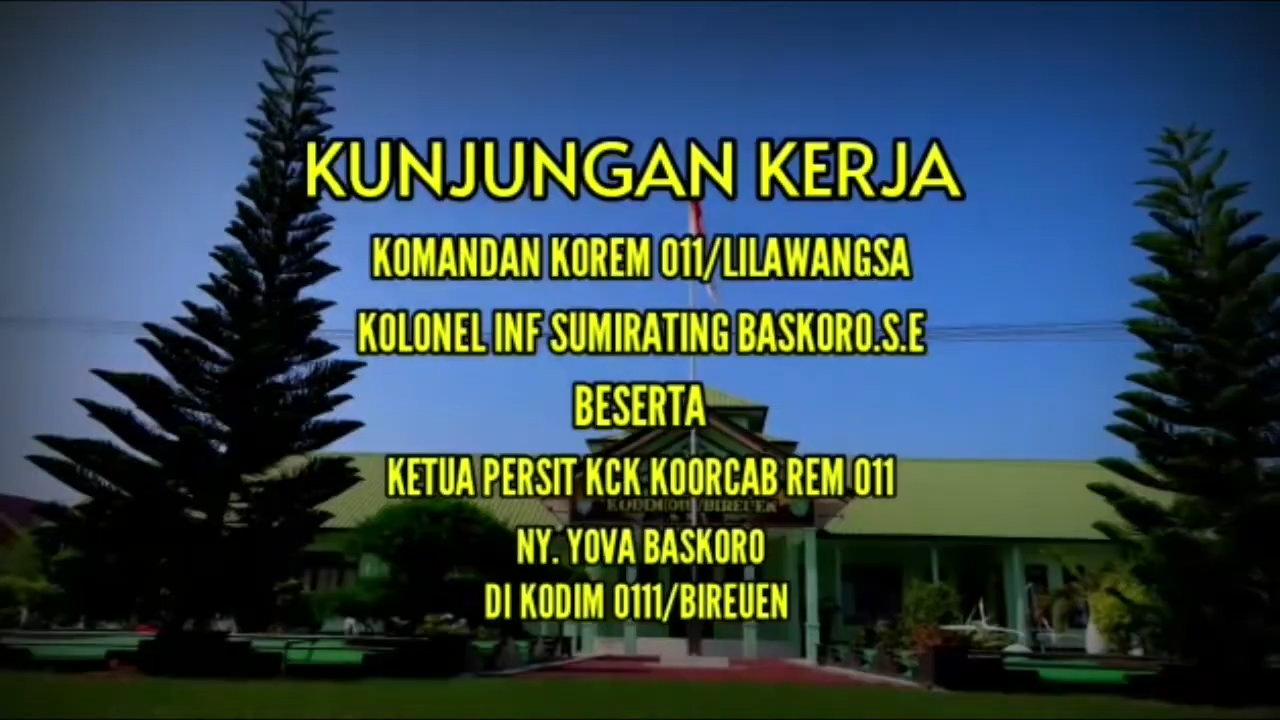 KUNJUNGAN KERJA
KOMANDAN KOREM 011/LILAWANGSA
KOLONEL INF SUMIRATING BASKORO.S.E
BESERTA
KETUA PERSIT KCK KOORCAB REM 011
NY. YOVA BASKORO
DI KODIM 0111/BIREUEN